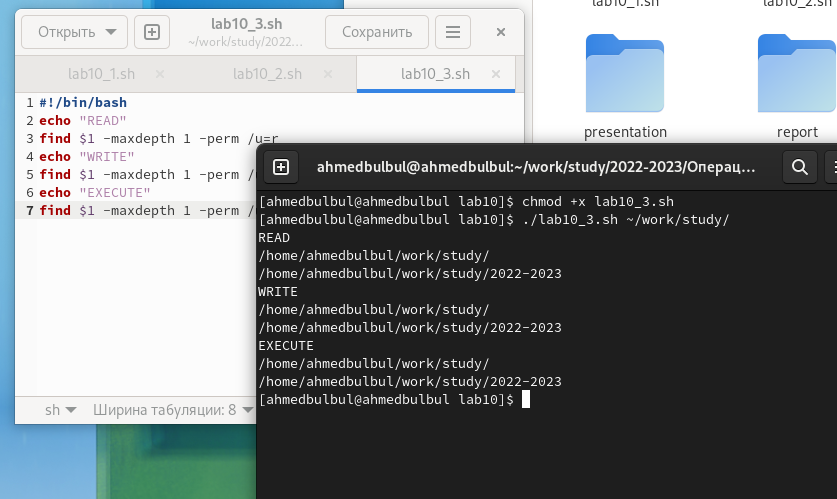 lab10_3.sh
Открыть
~/work/study/2022...
Сохранить
lab10_1.sh
lab10_2.sh
lab10_3.sh
1 #!/bin/bash
2 echo "READ"
3 find $1 -maxdepth 1 -perm /u=r
4 echo "WRITE"
5 find $1 -maxdepth 1 -perm /
6 echo "EXECUTE"
7 find $1 -maxdepth 1 -perm /
sh
Ширина табуляции: 8
lab10_1.sh
lab10_2.sh
presentation
report
ahmedbulbul@ahmedbulbul:~/work/study/2022-2023/Операц...
[ahmedbulbul@ahmedbulbul lab10]$ chmod +x lab10_3.sh
[ahmedbulbul@ahmedbulbul lab10]$ ./lab10_3.sh ~/work/study/
READ
/home/ahmedbulbul/work/study/
/home/ahmedbulbul/work/study/2022-2023
WRITE
/home/ahmedbulbul/work/study/
/home/ahmedbulbul/work/study/2022-2023
EXECUTE
/home/ahmedbulbul/work/study/
/home/ahmedbulbul/work/study/2022-2023
[ahmedbulbul@ahmedbulbul lab10]$